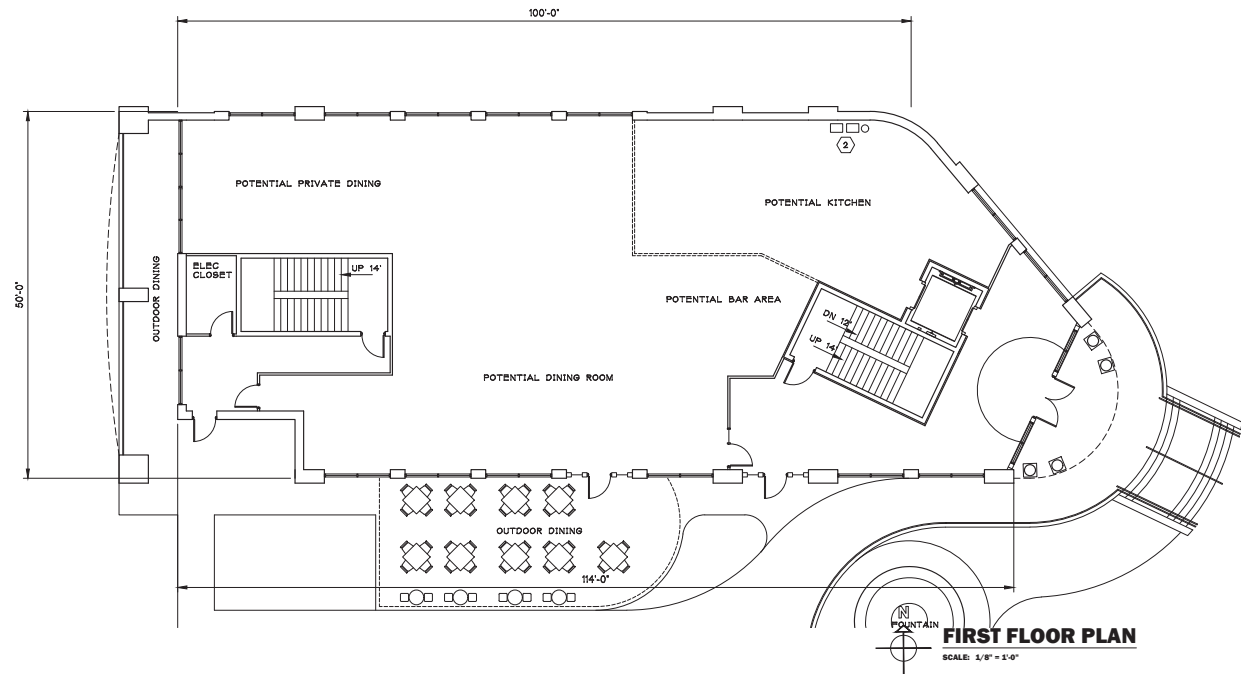 100'-0"
2
POTENTIAL PRIVATE DINING
POTENTIAL KITCHEN
ELEC
CLOSET
UP 14'
50'-0"
OUTDOOR DINING
POTENTIAL BAR AREA
DN 12'
UP 14'
POTENTIAL DINING ROOM
OUTDOOR DINING
114'-0"
N
FOUNTAIN
FIRST FLOOR PLAN
SCALE: 1/8" = 1'-0"